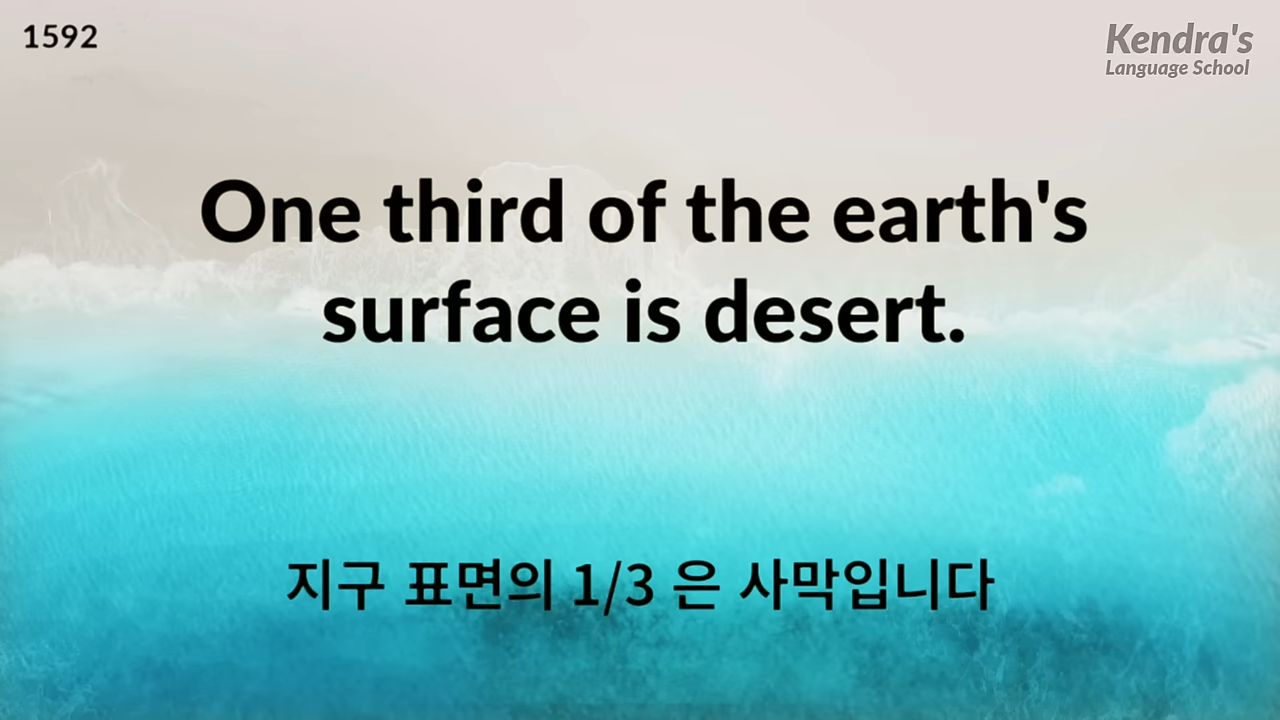 1592
Kendra's
Language School
One third of the earth's
surface is desert.
지구 표면의 1/3 은 사막입니다